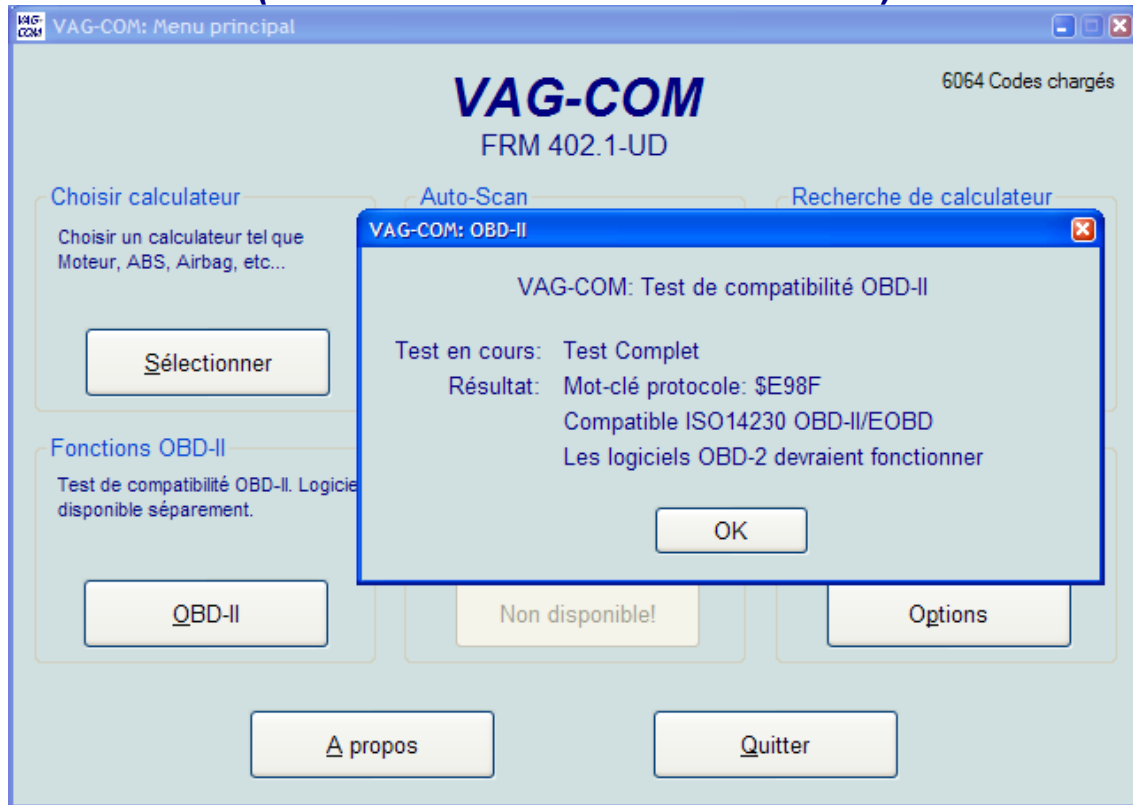 VAG-COM
VAG-COM: Menu principal
VAG-COM
FRM 402.1-UD
6064 Codes chargés
Choisir calculateur
Choisir un calculateur tel que
Moteur, ABS, Airbag, etc...
Sélectionner
Auto-Scan
Recherche de calculateur
VAG-COM: OBD-II
VAG-COM: Test de compatibilité OBD-II
Test en cours: Test Complet
Résultat: Mot-clé protocole: $E98F
Compatible ISO14230 OBD-II/EOBD
Les logiciels OBD-2 devraient fonctionner
OK
Fonctions OBD-II
Test de compatibilité OBD-II. Logicie
disponible séparement.
OBD-II
Non disponible!
Options
A propos
Quitter